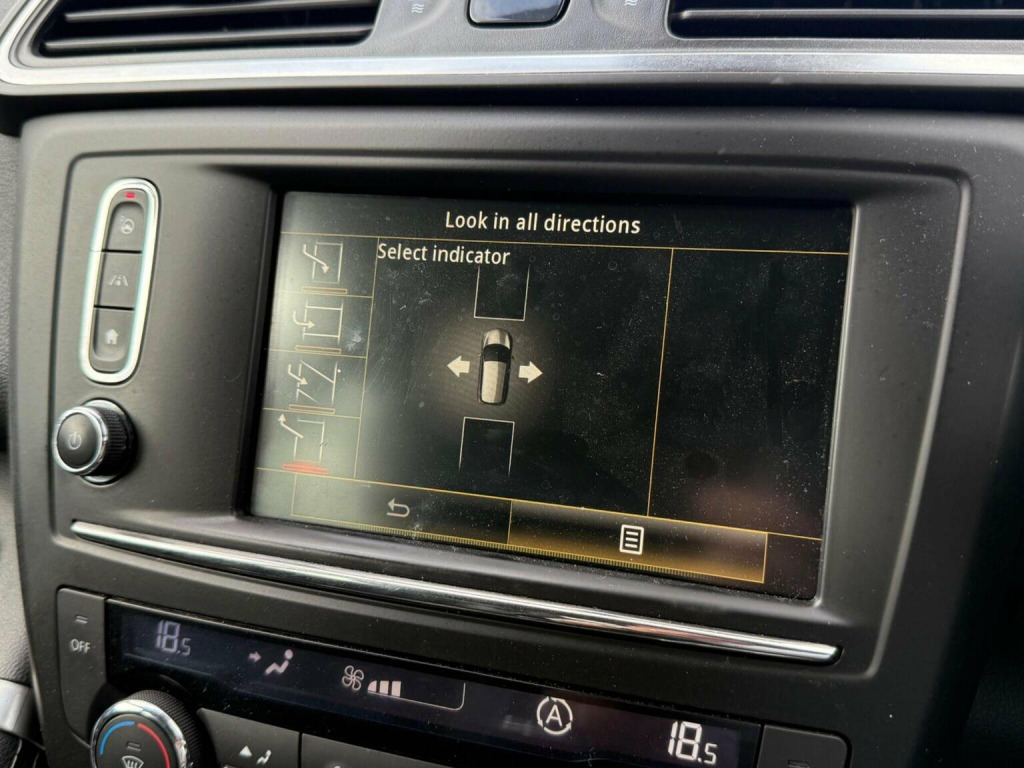 Look in all directions
Select indicator
OFF
18.5
A
18.5